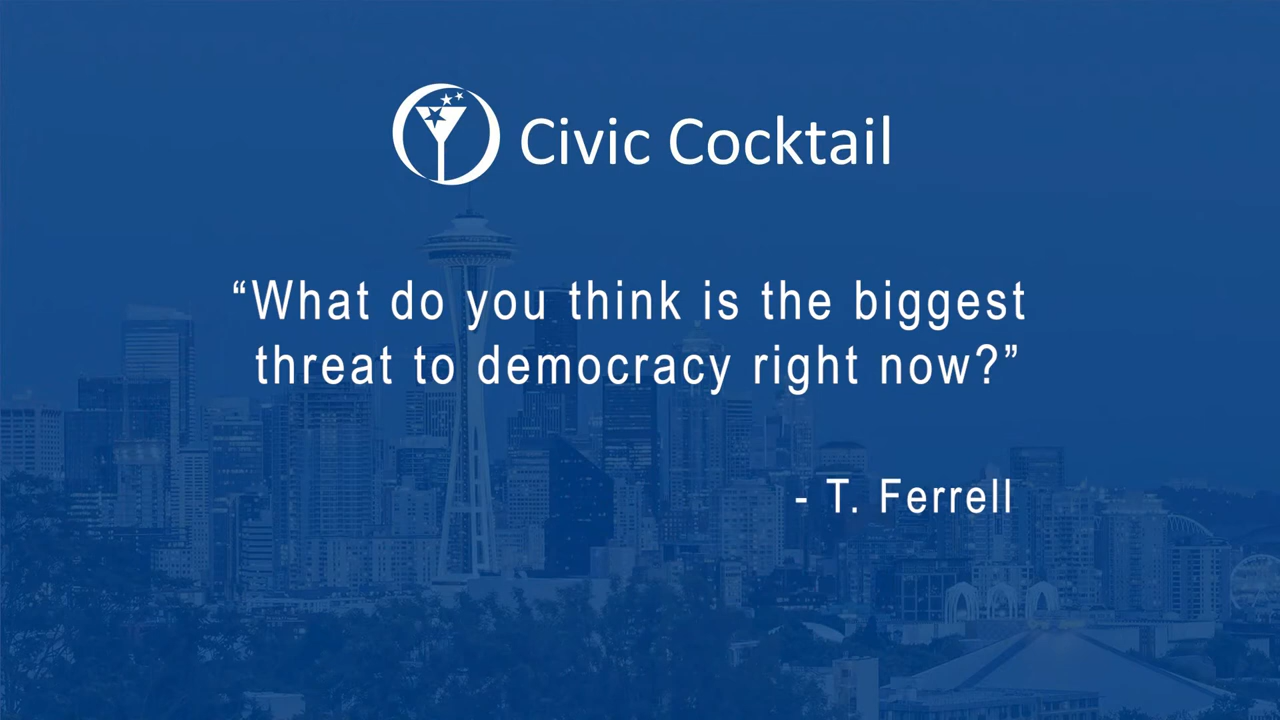 Civic Cocktail
“What do you think is the biggest
threat to democracy right now?”
- T. Ferrell